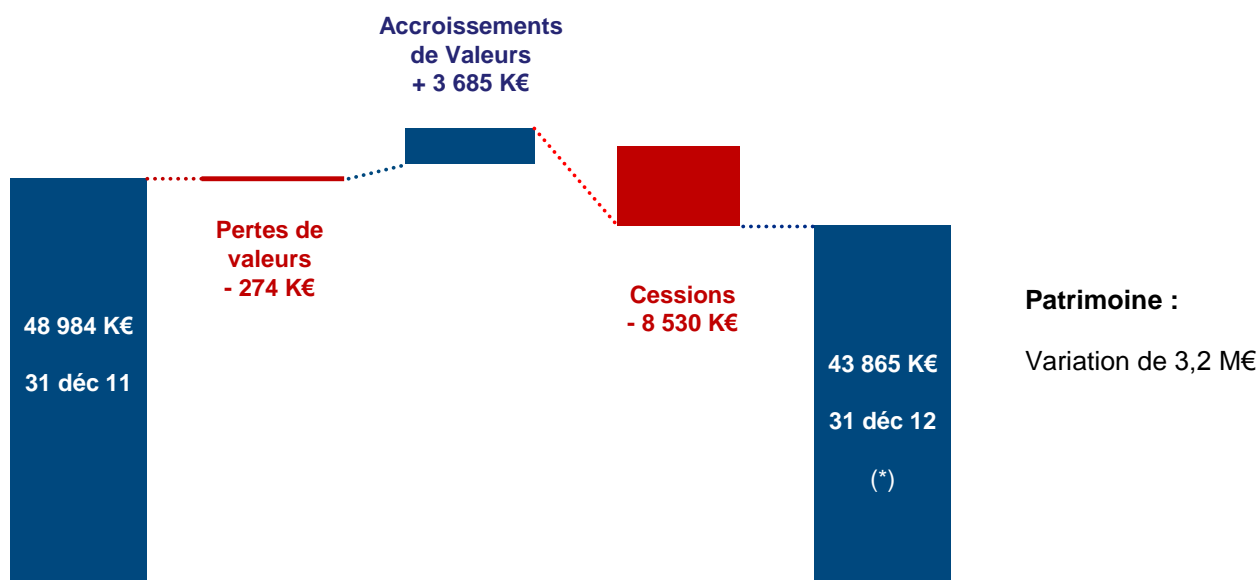 Accroissements
de Valeurs
+ 3 685 K€
Pertes de
valeurs
- 274 K€
Cessions
- 8 530 K€
48 984 K€
31 déc 11
43 865 K€
31 déc 12
(*)
Patrimoine :
Variation de 3,2 M€